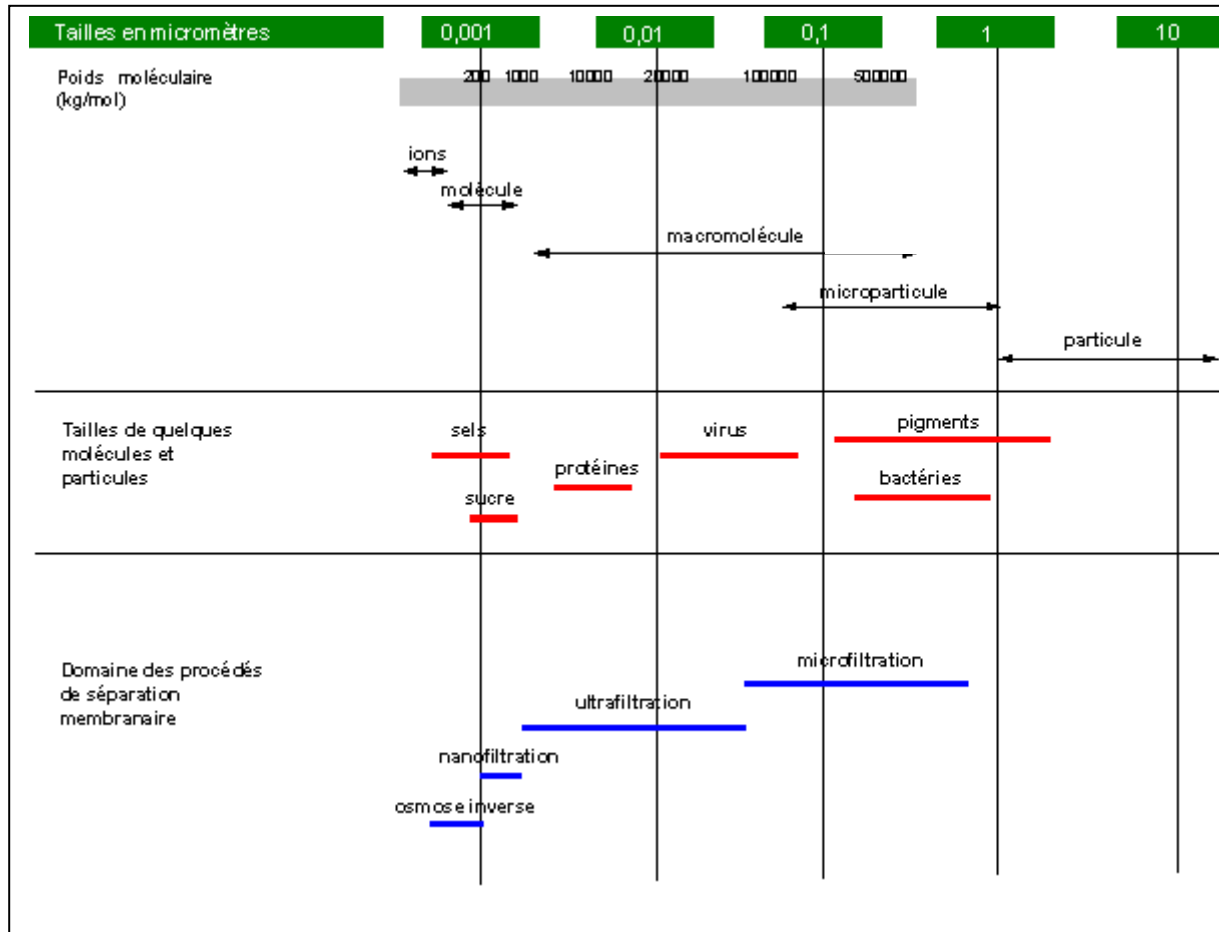 Tailles en micromètres 0,001 0,01 0,1 1 10
Poids moléculaire
(kg/mol)
200 1000 10000 20000 100000 500000
ions
molécule
macromolécule
microparticule
particule
Tailles de quelques
molécules et
particules
sels
virus
pigments
protéines
bactéries
sucre
Domaine des procédés
de séparation
membranaire
microfiltration
ultrafiltration
nanofiltration
osmose inverse